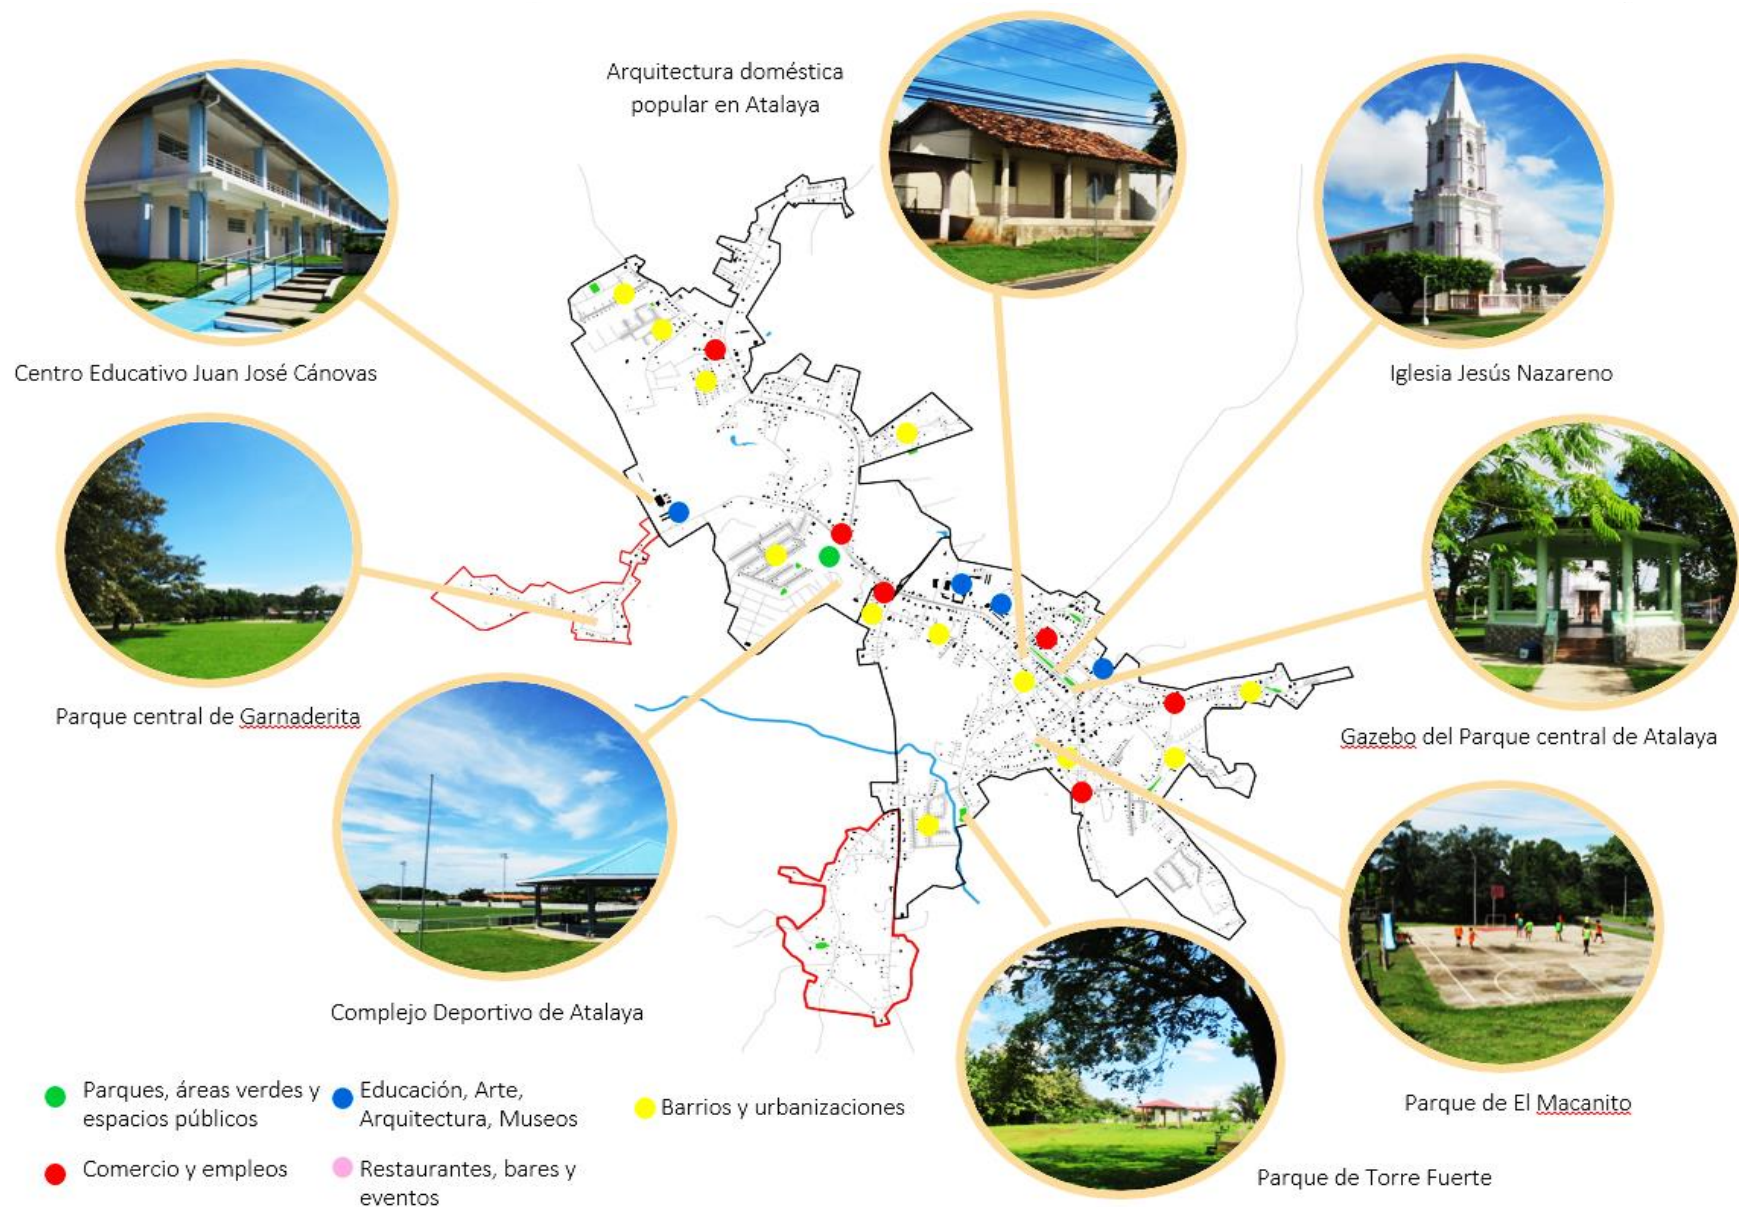 Arquitectura doméstica
popular en Atalaya
Centro Educativo Juan José Cánovas
Iglesia Jesús Nazareno
Parque central de Garnaderita
Gazebo del Parque central de Atalaya
Complejo Deportivo de Atalaya
Parque de El Macanito
Parque de Torre Fuerte
Parques, áreas verdes y
espacios públicos
Educación, Arte,
Arquitectura, Museos
Barrios y urbanizaciones
Comercio y empleos
Restaurantes, bares y
eventos